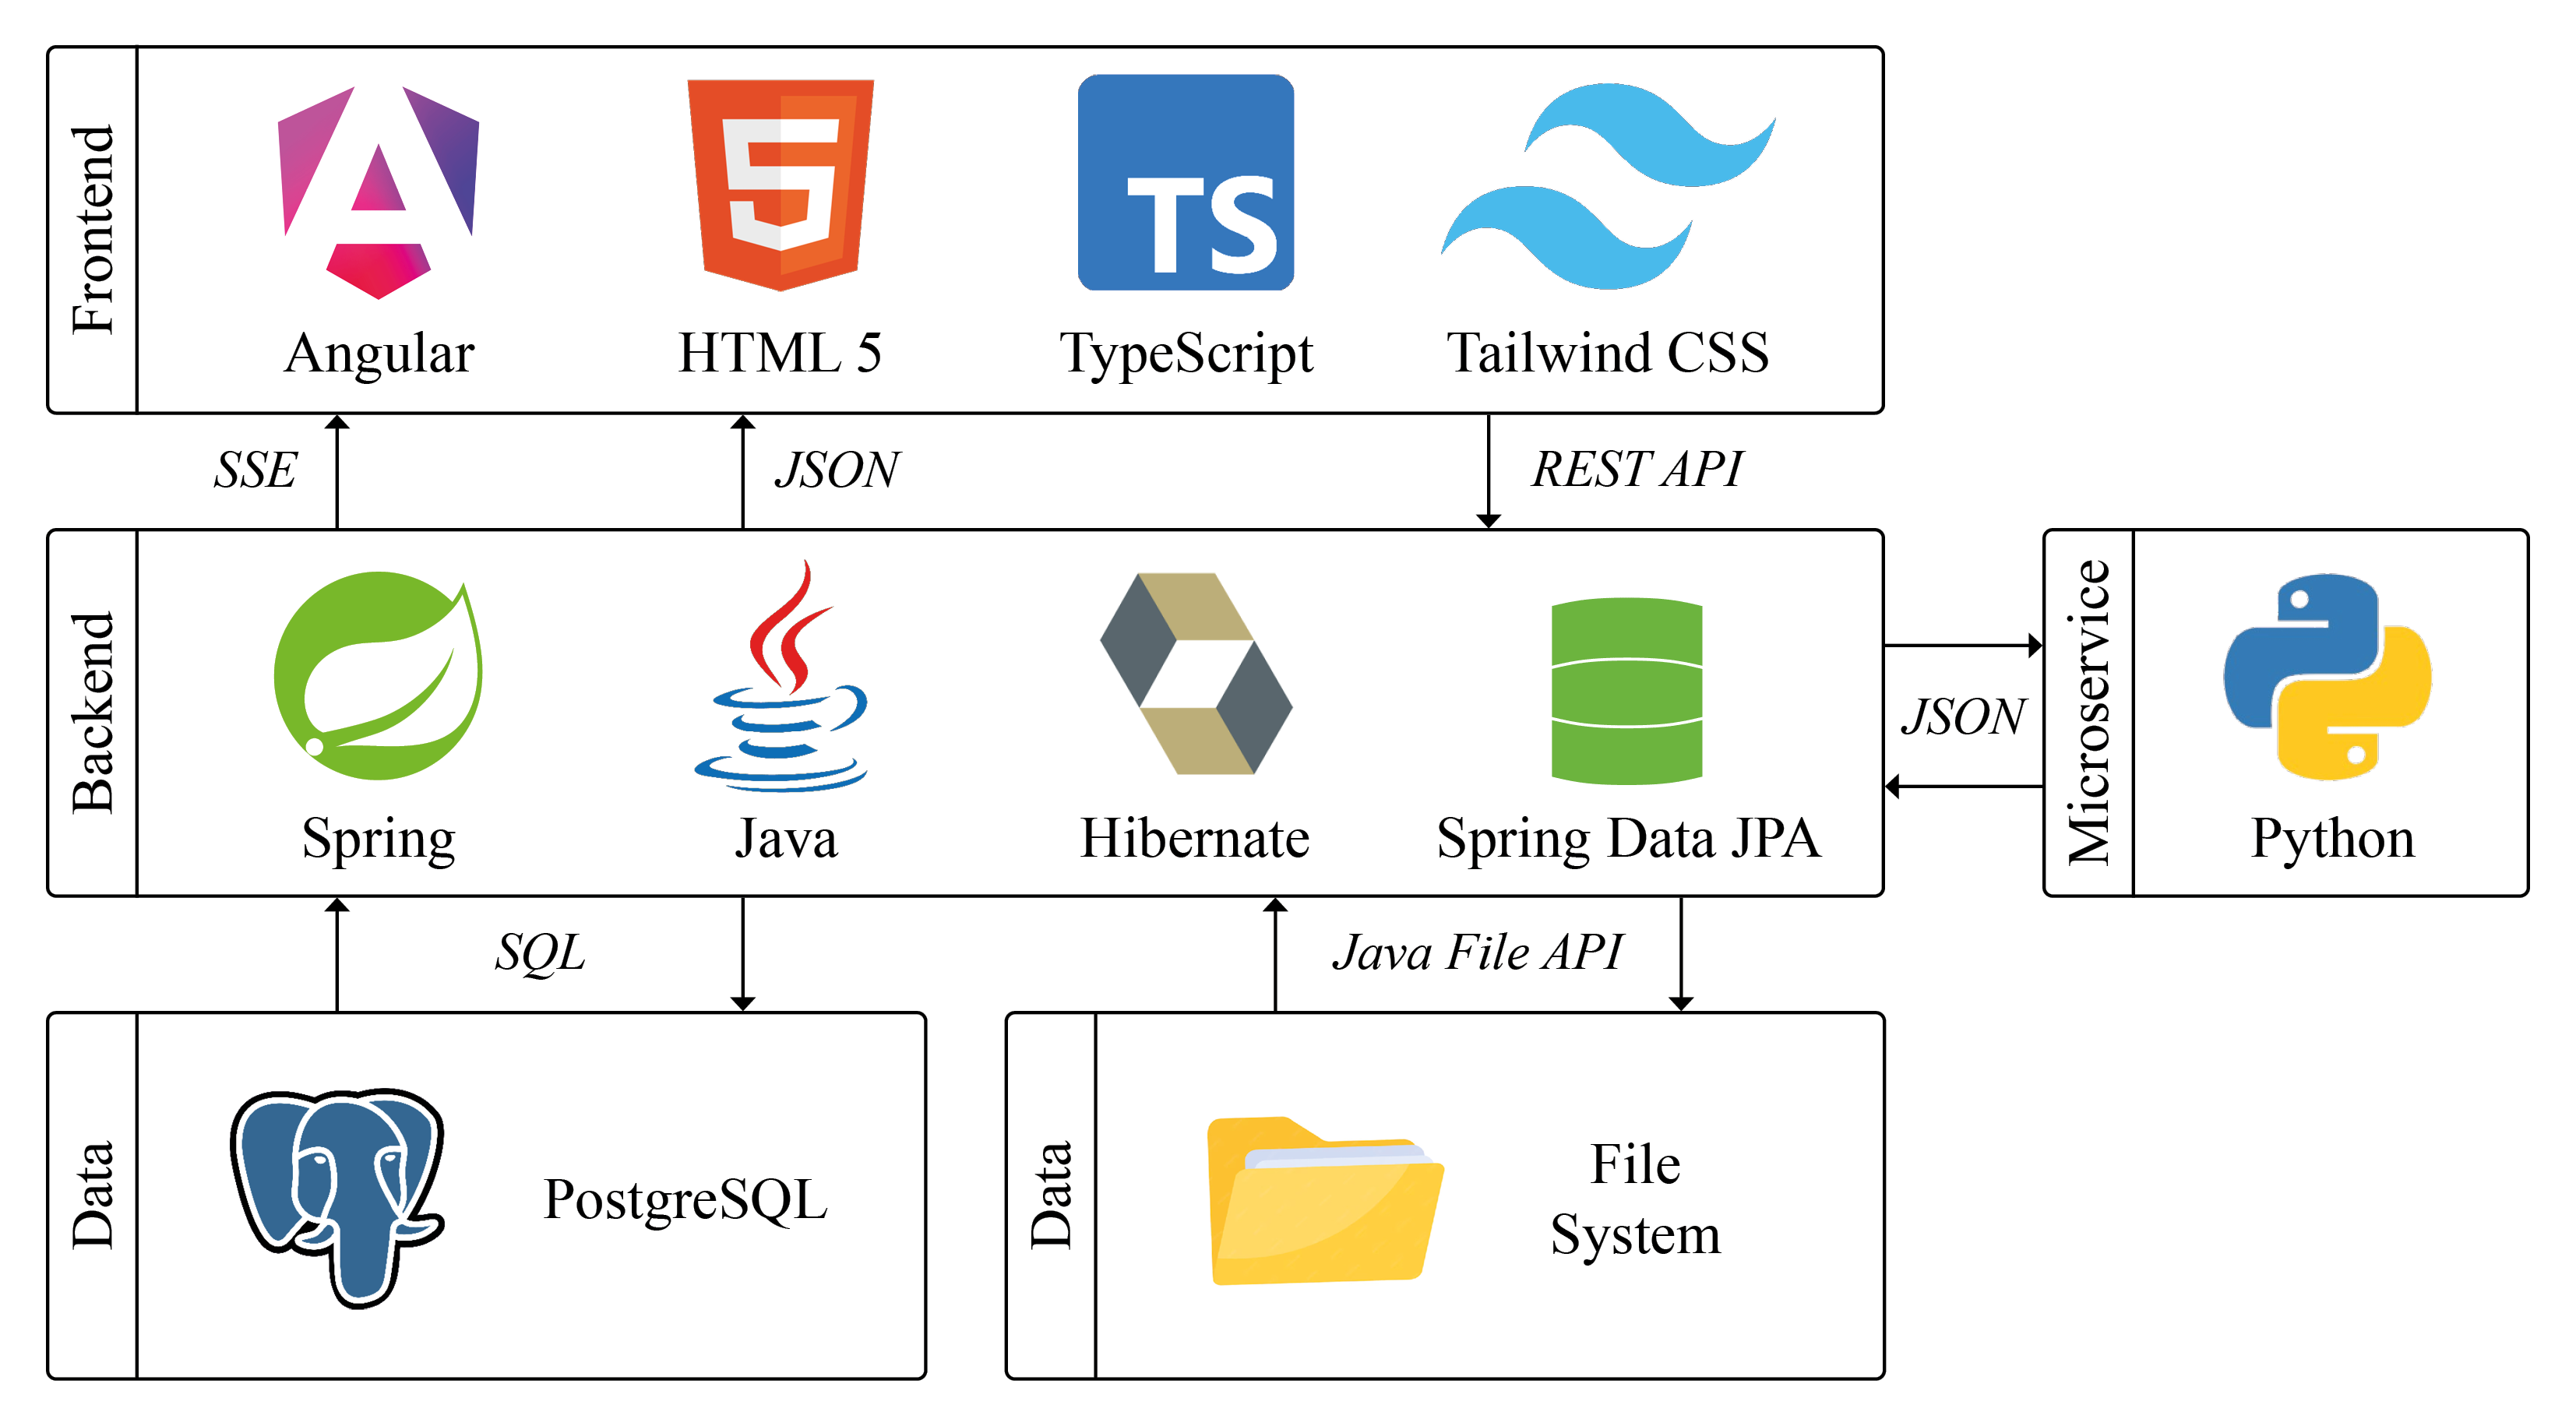 Frontend
5
TS
Angular
HTML 5
TypeScript
Tailwind CSS
SSE
JSON
REST API
Backend
Spring
Java
Hibernate
Spring Data JPA
JSON
Microservice
Python
SQL
Java File API
Data
PostgreSQL
Data
File
System